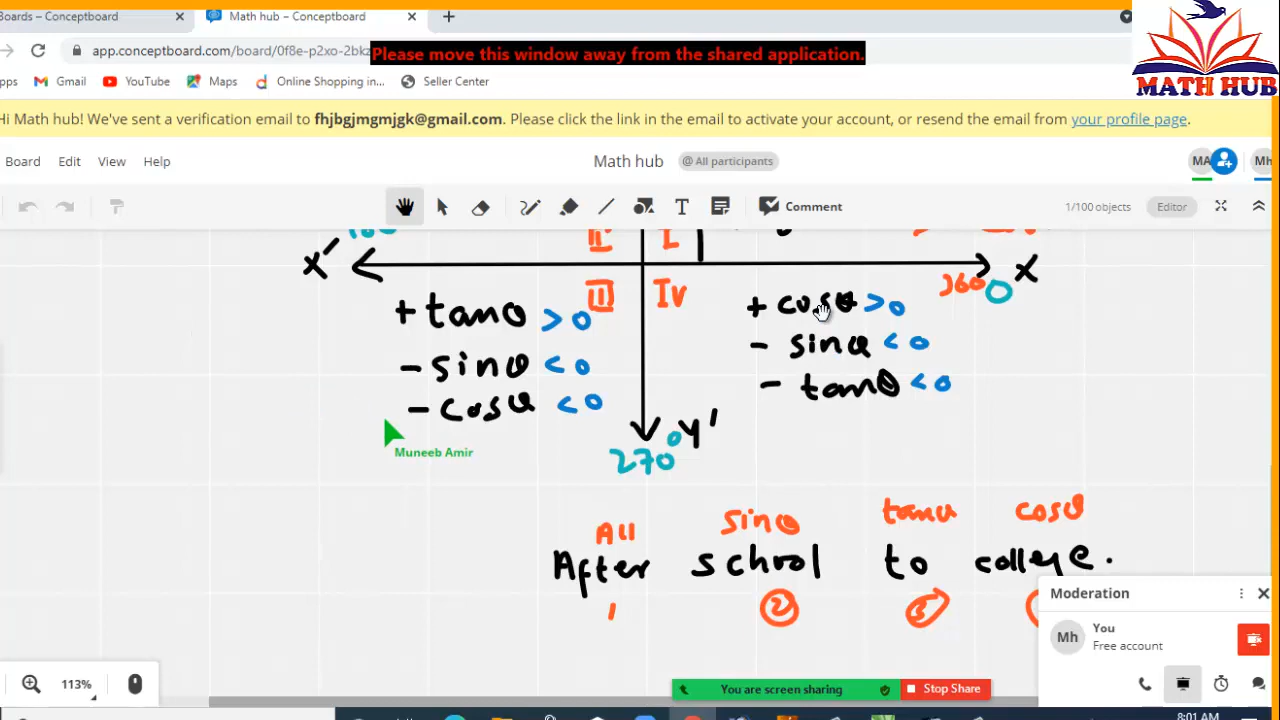 Boards – Conceptboard Math hub – Conceptboard
app.conceptboard.com/board/0f8e-p2xo-2bkz
Please move this window away from the shared application.
MATH HUB
pps Gmail YouTube Maps Online Shopping in... Seller Center
Hi Math hub! We've sent a verification email to fhjbgjmgmjgk@gmail.com. Please click the link in the email to activate your account, or resend the email from your profile page.
Board Edit View Help Math hub @ All participants MA Mh
T Comment 1/100 objects Editor
II I
X' X
III IV 360 0
+ tanθ > 0 + cosθ > 0
- sinθ < 0 - sinθ < 0
- cosθ < 0 - tanθ < 0
Y'
Muneeb Amir
270°
All sinθ tanθ cosθ
After school to college.
1 2 3
Moderation
Mh You
Free account
113%
You are screen sharing Stop Share
8:01 AM